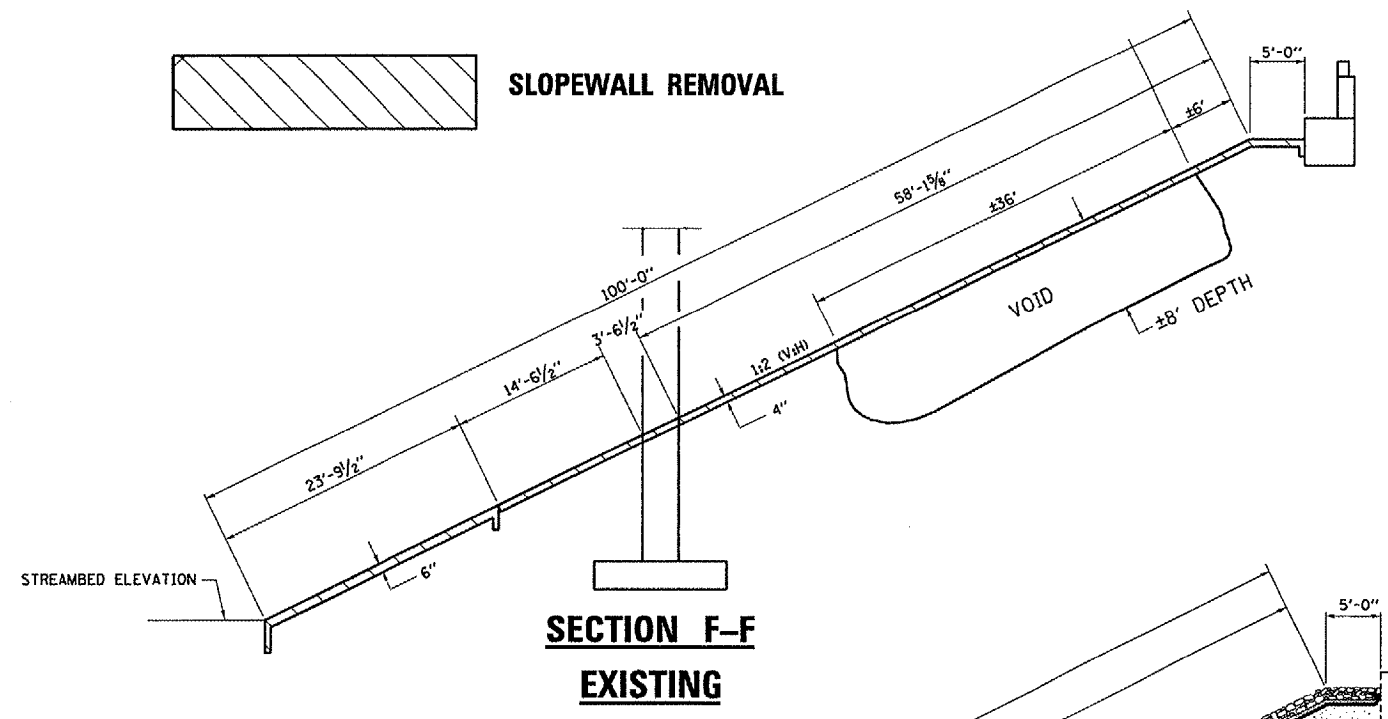 SLOPEWALL REMOVAL
5'-0"
±6'
58'-1⅝"
±36'
100'-0"
3'-6½"
VOID
±8' DEPTH
1:2 (V:H)
14'-6½"
4"
23'-9½"
6"
STREAMBED ELEVATION
SECTION F–F
EXISTING
5'-0"